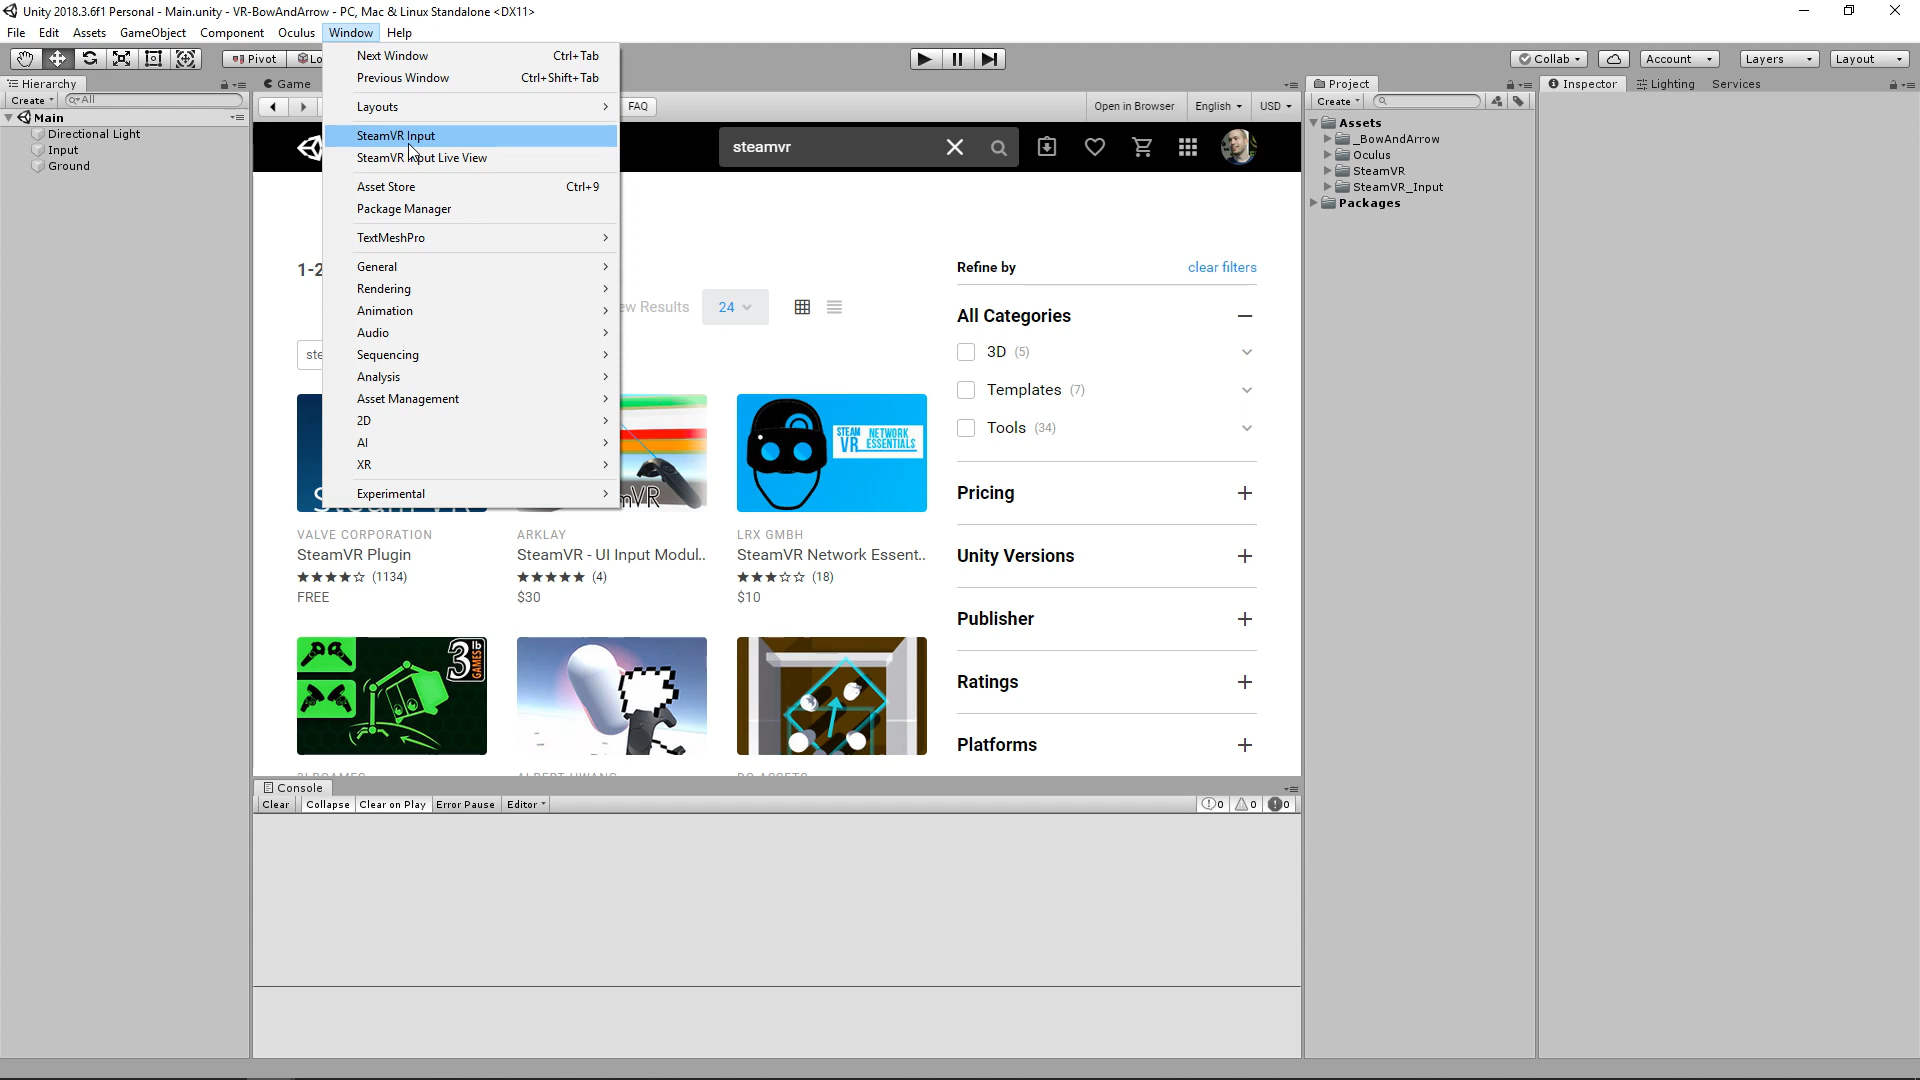 Unity 2018.3.6f1 Personal - Main.unity - VR-BowAndArrow - PC, Mac & Linux Standalone <DX11>
File Edit Assets GameObject Component Oculus Window Help
Pivot Lo Collab Account Layers Layout
Hierarchy
Create All
Main
Directional Light
Input
Ground
Next Window Ctrl+Tab
Previous Window Ctrl+Shift+Tab
Layouts
SteamVR Input
SteamVR Input Live View
Asset Store Ctrl+9
Package Manager
TextMeshPro
General
Rendering
Animation
Audio
Sequencing
Analysis
Asset Management
2D
AI
XR
Experimental
Game
FAQ Open in Browser English USD
steamvr
1-2
ew Results 24
ste
STEAM VR NETWORK ESSENTIALS
VALVE CORPORATION
SteamVR Plugin
(1134)
FREE
ARKLAY
SteamVR - UI Input Modul..
(4)
$30
LRX GMBH
SteamVR Network Essent..
(18)
$10
3lb GAMES
Refine by clear filters
All Categories
3D (5)
Templates (7)
Tools (34)
Pricing
Unity Versions
Publisher
Ratings
Platforms
Console
Clear Collapse Clear on Play Error Pause Editor 0 0 0
Project
Create
Assets
_BowAndArrow
Oculus
SteamVR
SteamVR_Input
Packages
Inspector Lighting Services